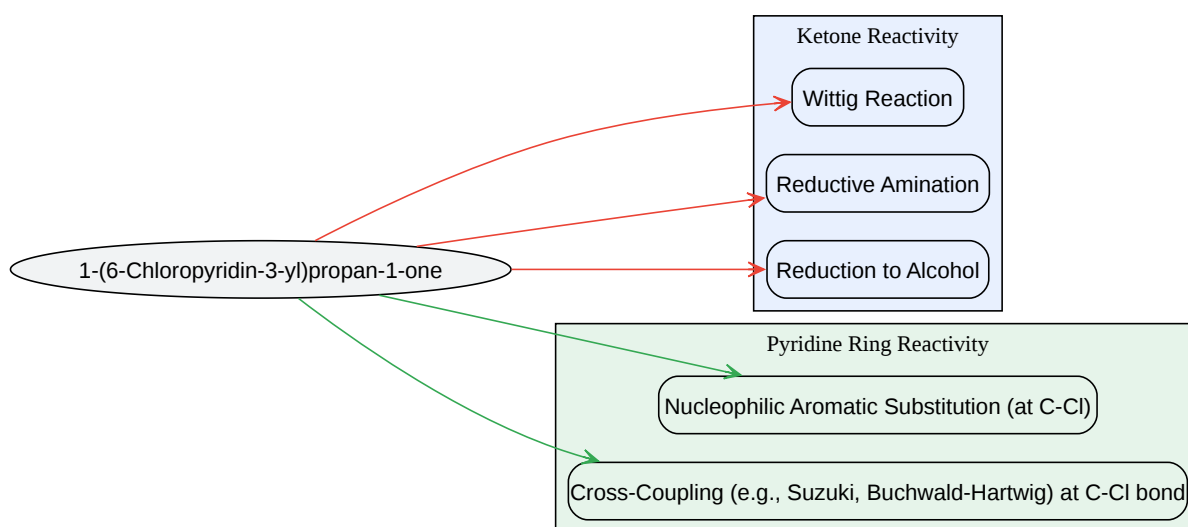 Ketone Reactivity
Wittig Reaction
Reductive Amination
1-(6-Chloropyridin-3-yl)propan-1-one
Reduction to Alcohol
Pyridine Ring Reactivity
Nucleophilic Aromatic Substitution (at C-Cl)
Cross-Coupling (e.g., Suzuki, Buchwald-Hartwig) at C-Cl bond